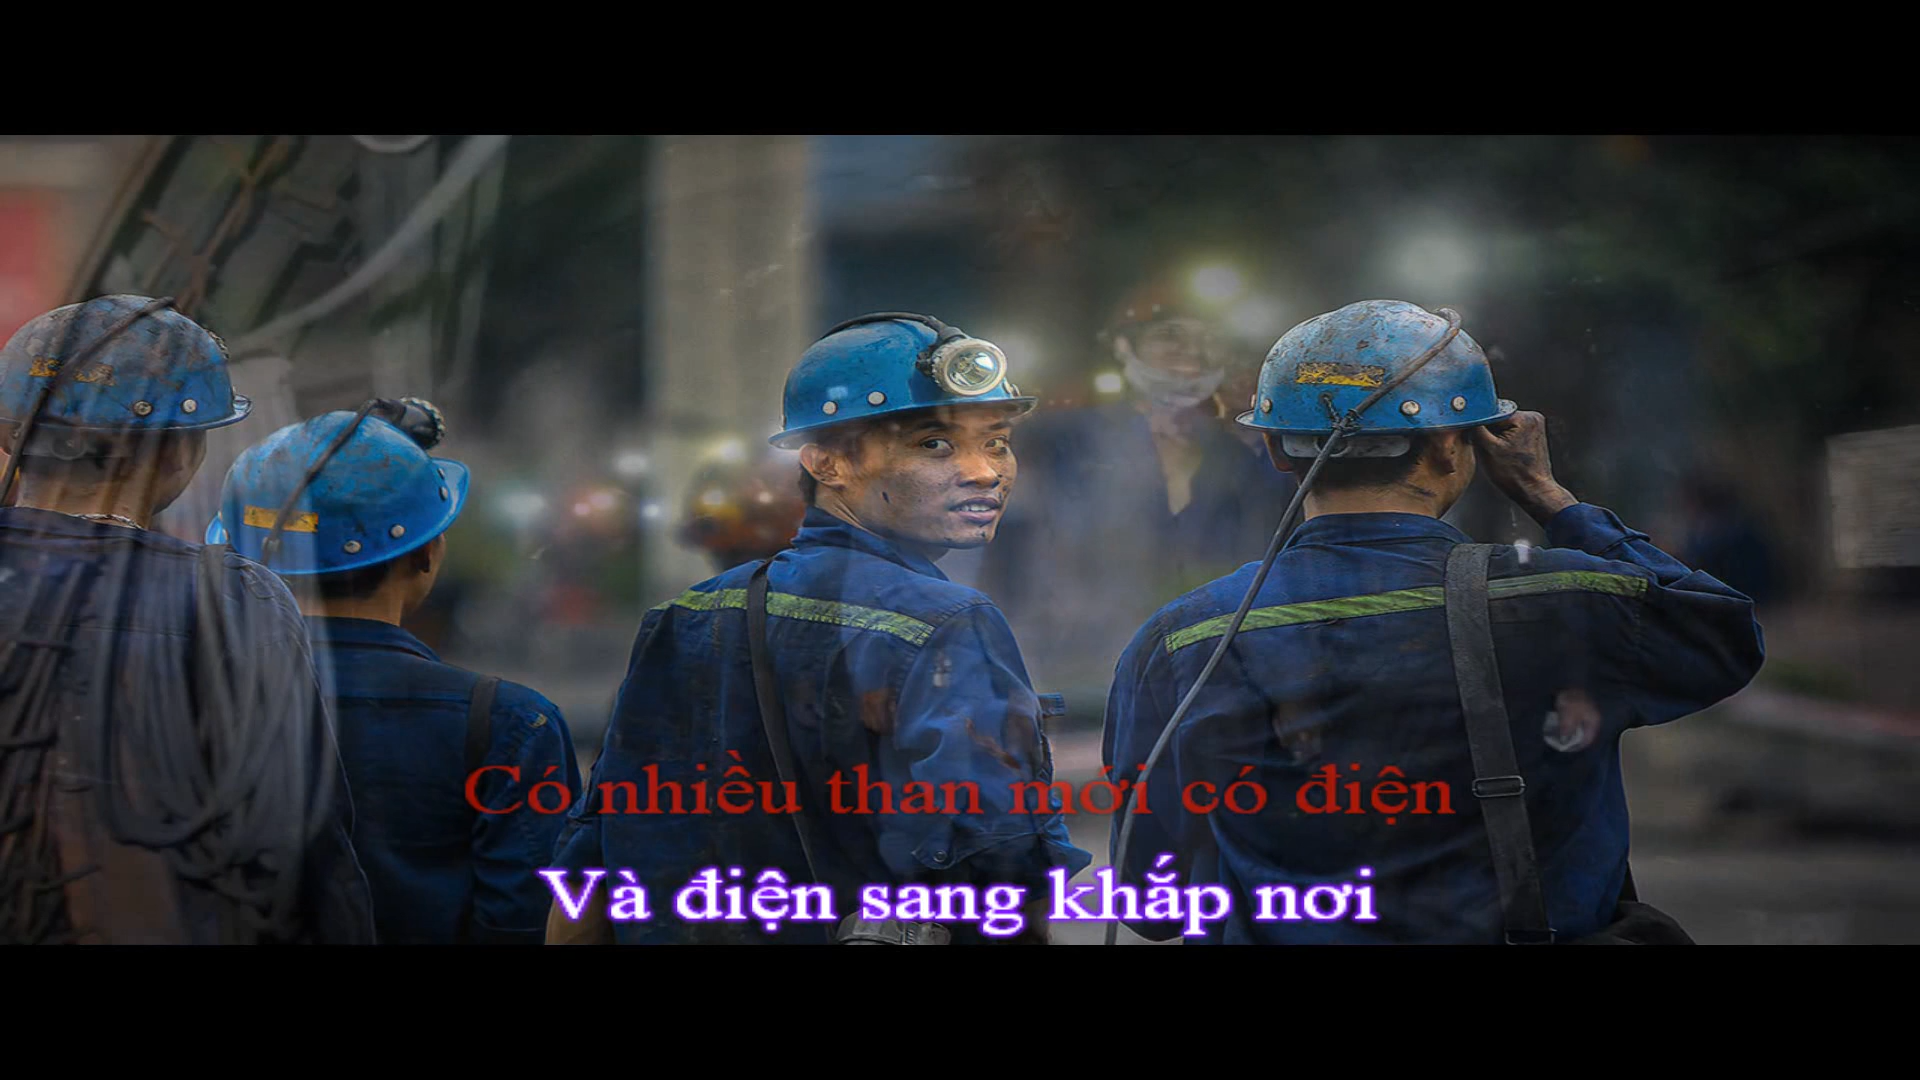 Có nhiều than mới có điện
Và điện sang khắp nơi